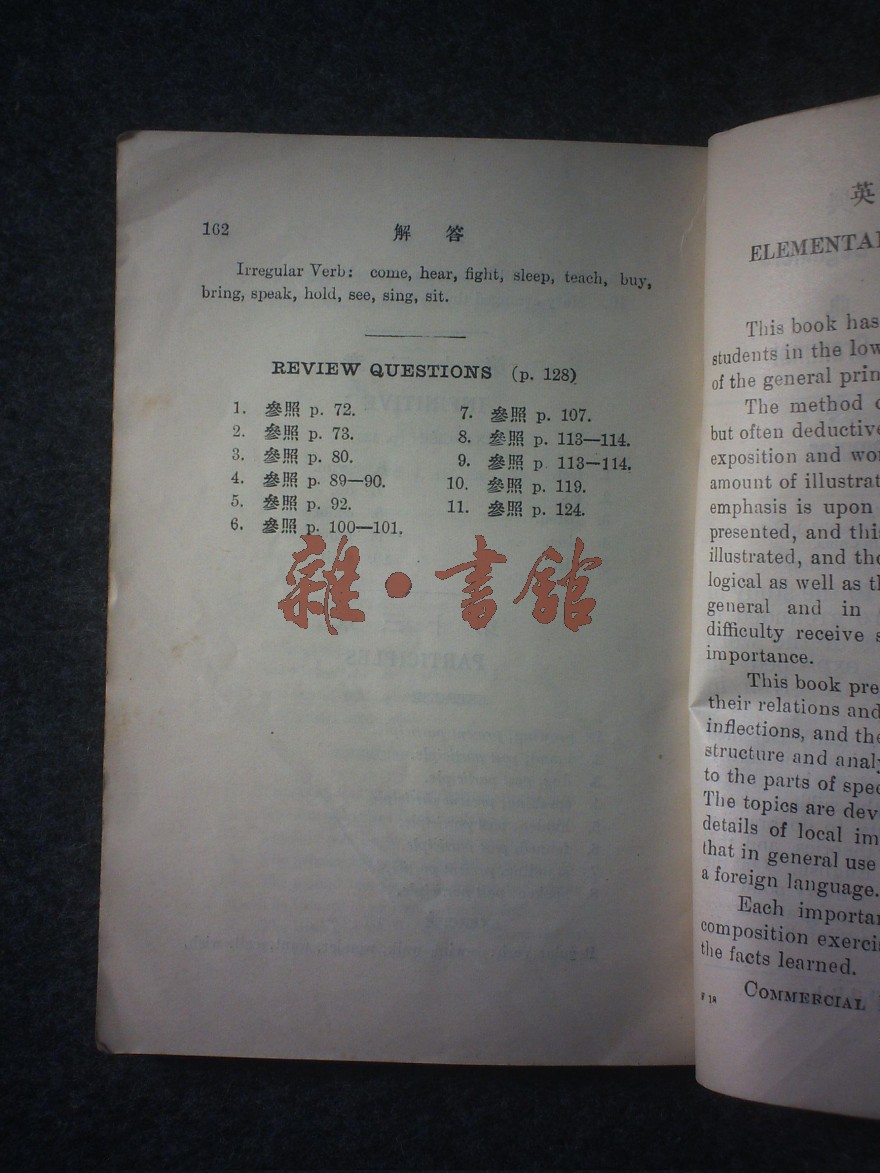 162
解 答
Irregular Verb: come, hear, fight, sleep, teach, buy,
bring, speak, hold, see, sing, sit.
REVIEW QUESTIONS (p. 128)
1. 參照 p. 72.
2. 參照 p. 73.
3. 參照 p. 80.
4. 參照 p. 89—90.
5. 參照 p. 92.
6. 參照 p. 100—101.
7. 參照 p. 107.
8. 參照 p. 113—114.
9. 參照 p 113—114.
10. 參照 p. 119.
11. 參照 p. 124.
雜•書館
英
ELEMENTA
This book has
students in the low
of the general prin
The method
but often deductiv
exposition and wo
amount of illustrat
emphasis is upon
presented, and thi
illustrated, and th
logical as well as t
general and in
difficulty receive s
importance.
This book pre
their relations and
inflections, and the
structure and analy
to the parts of spe
The topics are dev
details of local im
that in general use
a foreign language.
Each importa
composition exerci
the facts learned.
COMMERCIAL